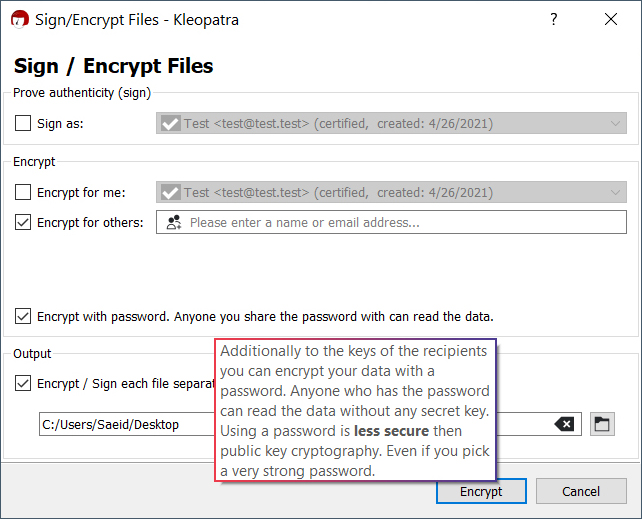 Sign/Encrypt Files - Kleopatra
?
Sign / Encrypt Files
Prove authenticity (sign)
Sign as:
Test <test@test.test> (certified, created: 4/26/2021)
Encrypt
Encrypt for me:
Test <test@test.test> (certified, created: 4/26/2021)
Encrypt for others:
Please enter a name or email address...
Encrypt with password. Anyone you share the password with can read the data.
Output
Encrypt / Sign each file
C:/Users/Saeid/Desktop
Additionally to the keys of the recipients
you can encrypt your data with a
password. Anyone who has the password
can read the data without any secret key.
Using a password is less secure then
public key cryptography. Even if you pick
a very strong password.
Encrypt
Cancel